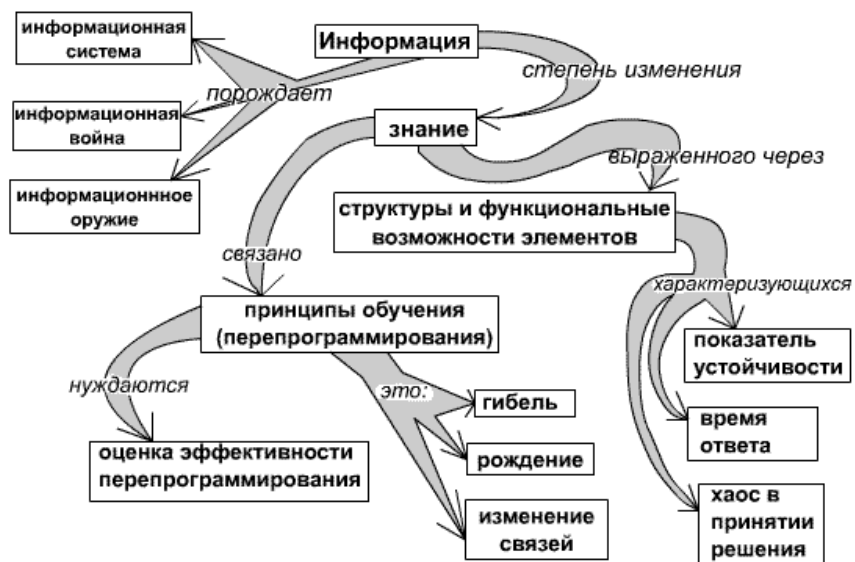 информационная
система
Информация
степень изменения
порождает
информационная
война
знание
выраженного через
информационнное
оружие
структуры и функциональные
возможности элементов
связано
характеризующихся
принципы обучения
(перепрограммирования)
показатель
устойчивости
нуждаются
это:
гибель
время
ответа
оценка эффективности
перепрограммирования
рождение
изменение
связей
хаос в
принятии
решения